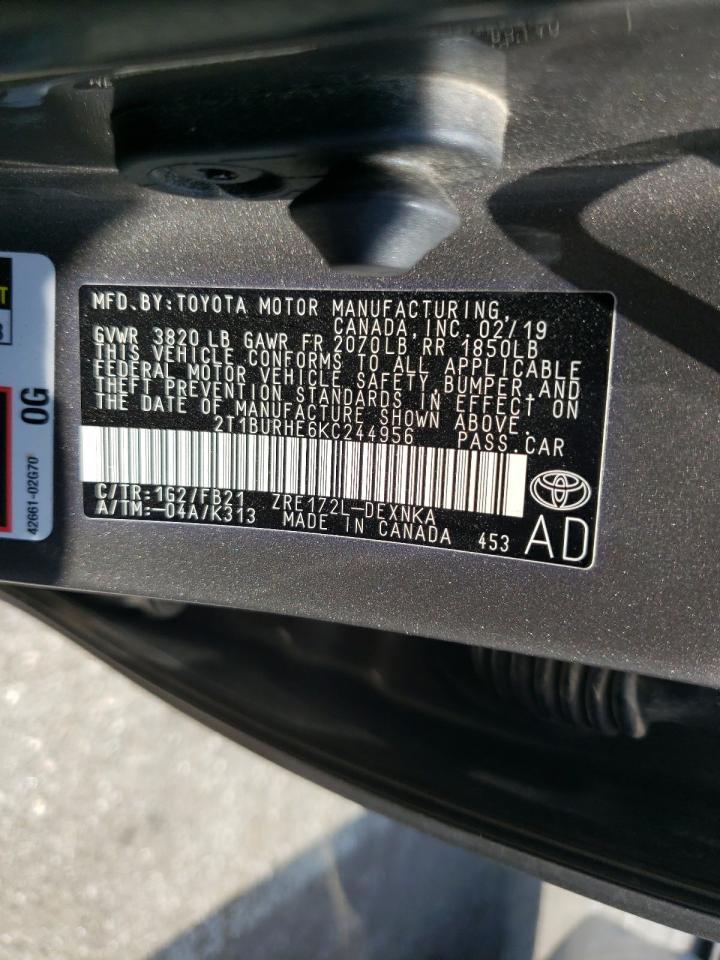 MFD. BY: TOYOTA MOTOR MANUFACTURING,
CANADA, INC. 02/19
GVWR 3820 LB GAWR FR 2070LB RR 1850LB
THIS VEHICLE CONFORMS TO ALL APPLICABLE
FEDERAL MOTOR VEHICLE SAFETY, BUMPER, AND
THEFT PREVENTION STANDARDS IN EFFECT ON
THE DATE OF MANUFACTURE SHOWN ABOVE.
2T1BURHE6KC244956 PASS. CAR
C/TR: 1G2/FB21 ZRE172L-DEXNKA
A/TM: -04A/K313 MADE IN CANADA 453 AD
0G
42661-02G70